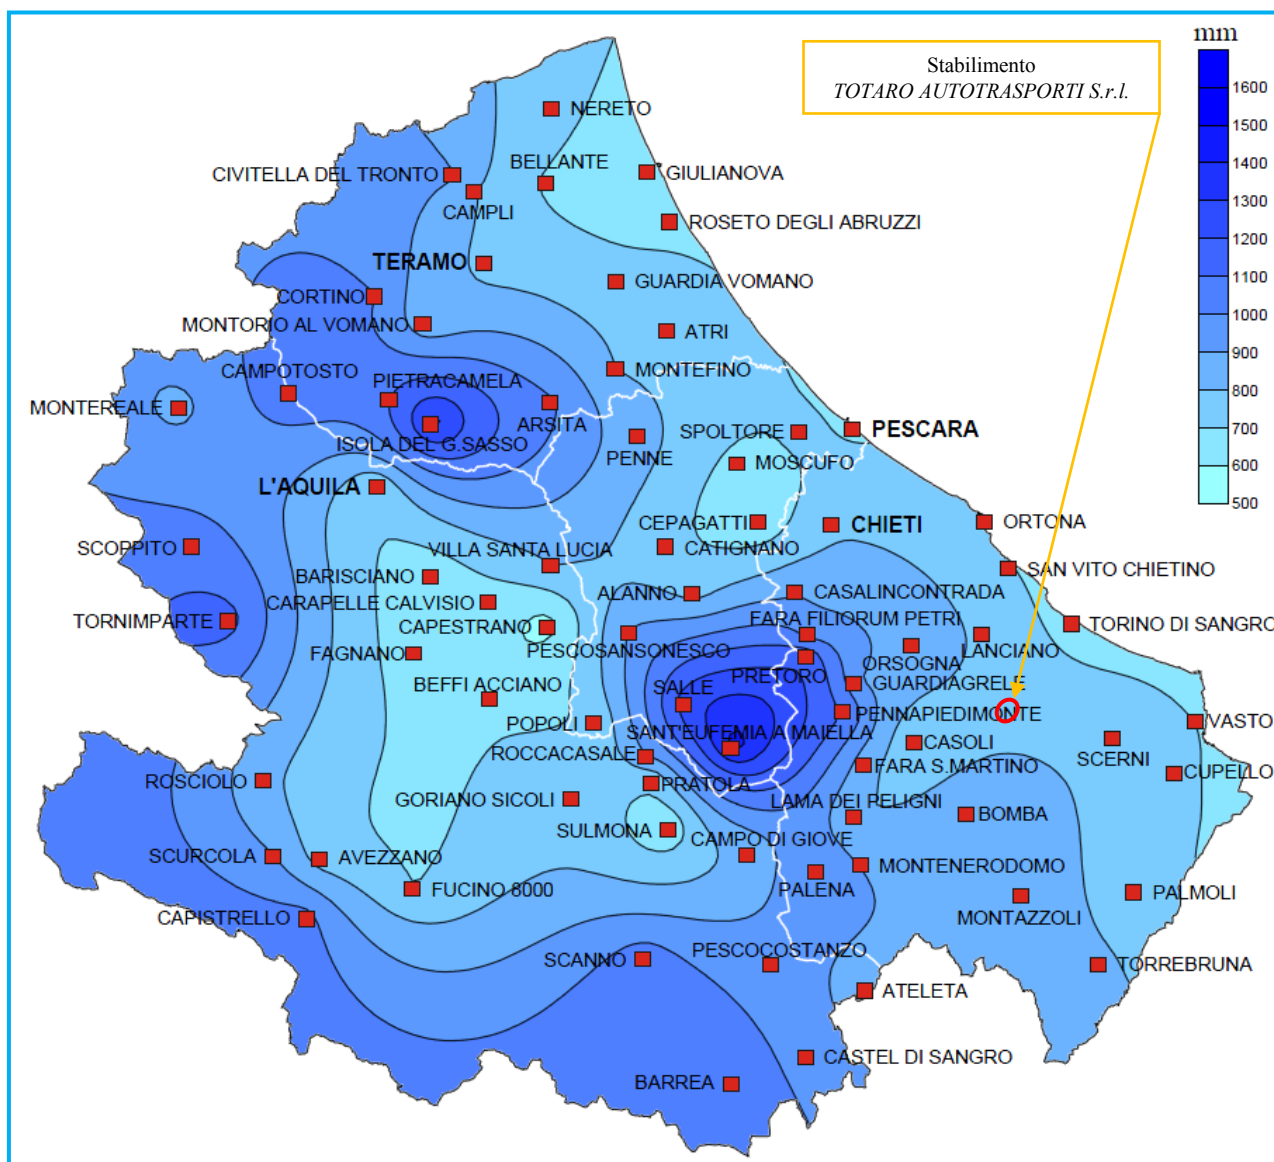 mm
Stabilimento
TOTARO AUTOTRASPORTI S.r.l.
1600
1500
1400
1300
1200
1100
1000
900
800
700
600
500
NERETO
BELLANTE
GIULIANOVA
CIVITELLA DEL TRONTO
CAMPLI
ROSETO DEGLI ABRUZZI
TERAMO
GUARDIA VOMANO
CORTINO
MONTORIO AL VOMANO
ATRI
MONTEFINO
CAMPOTOSTO
PIETRACAMELA
MONTEREALE
ARSITA
ISOLA DEL G.SASSO
PENNE
SPOLTORE
PESCARA
MOSCUFO
L'AQUILA
CEPAGATTI
CHIETI
ORTONA
SCOPPITO
VILLA SANTA LUCIA
CATIGNANO
SAN VITO CHIETINO
BARISCIANO
ALANNO
CASALINCONTRADA
CARAPELLE CALVISIO
TORNIMPARTE
CAPESTRANO
FARA FILIORUM PETRI
TORINO DI SANGRO
FAGNANO
PESCOSANSONESCO
LANCIANO
ORSOGNA
PRETORO
BEFFI ACCIANO
SALLE
GUARDIAGRELE
POPOLI
PENNAPIEDIMONTE
VASTO
SANT'EUFEMIA A MAIELLA
CASOLI
ROCCACASALE
SCERNI
FARA S.MARTINO
CUPELLO
ROSCIOLO
PRATOLA
GORIANO SICOLI
LAMA DEI PELIGNI
BOMBA
SULMONA
CAMPO DI GIOVE
SCURCOLA
AVEZZANO
MONTENERODOMO
FUCINO 8000
PALENA
PALMOLI
CAPISTRELLO
MONTAZZOLI
PESCOCOSTANZO
SCANNO
TORREBRUNA
ATELETA
CASTEL DI SANGRO
BARREA